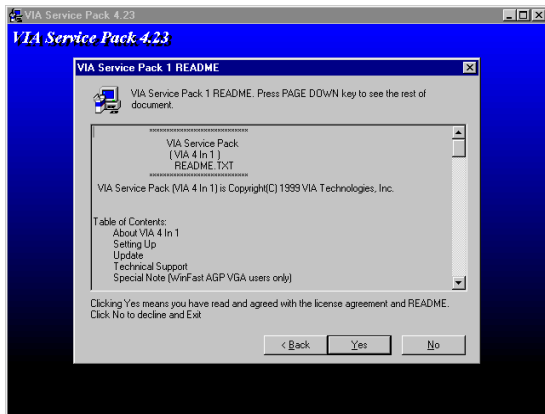 VIA Service Pack 4.23
VIA Service Pack 4.23
VIA Service Pack 1 README
VIA Service Pack 1 README. Press PAGE DOWN key to see the rest of
document.
VIA Service Pack
( VIA 4 In 1 )
README.TXT
VIA Service Pack (VIA 4 In 1) is Copyright(C) 1999 VIA Technologies, Inc.
Table of Contents:
About VIA 4 In 1
Setting Up
Update
Technical Support
Special Note (WinFast AGP VGA users only)
Clicking Yes means you have read and agreed with the license agreement and README.
Click No to decline and Exit
< Back Yes No